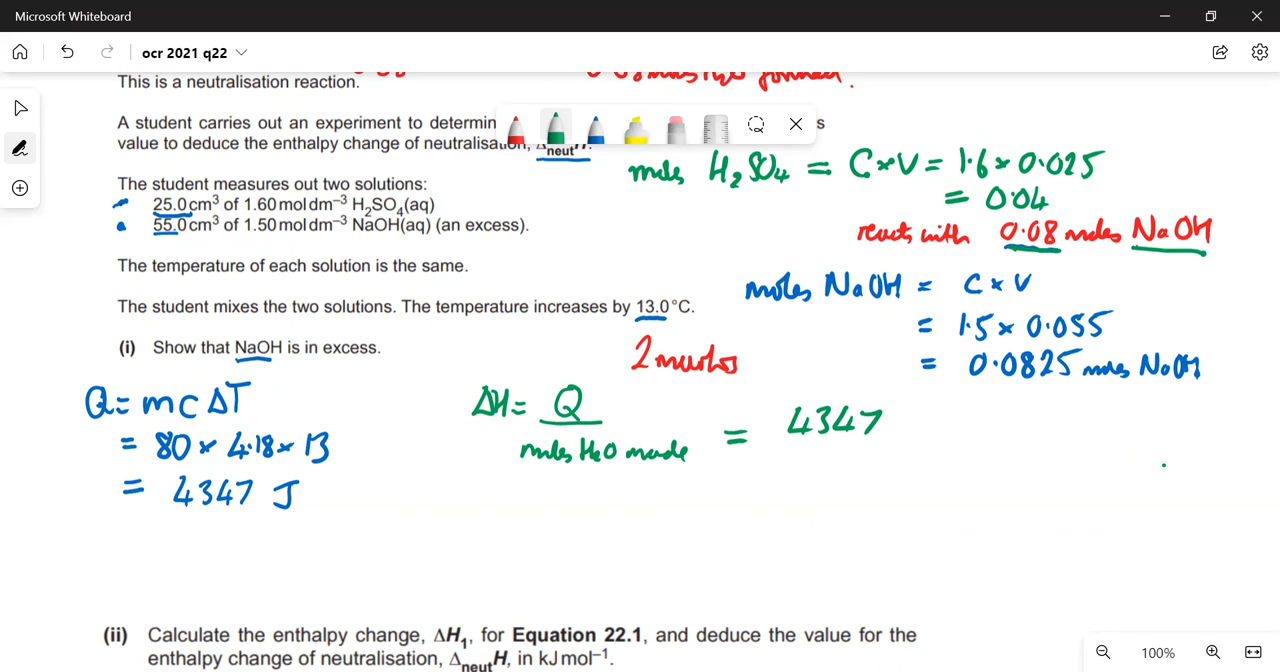 Microsoft Whiteboard
ocr 2021 q22
This is a neutralisation reaction.
formed.
A student carries out an experiment to determin s
value to deduce the enthalpy change of neutralisation, ΔneutH.
The student measures out two solutions:
25.0 cm³ of 1.60 mol dm⁻³ H₂SO₄(aq)
55.0 cm³ of 1.50 mol dm⁻³ NaOH(aq) (an excess).
The temperature of each solution is the same.
The student mixes the two solutions. The temperature increases by 13.0 °C.
(i) Show that NaOH is in excess.
2 marks
moles H₂SO₄ = C×V = 1.6 × 0.025
= 0.04
reacts with 0.08 moles NaOH
moles NaOH = C × V
= 1.5 × 0.055
= 0.0825 moles NaOH
Q = mcΔT
= 80 × 4.18 × 13
= 4347 J
ΔH = Q
moles H₂O made
= 4347
(ii) Calculate the enthalpy change, ΔH₁, for Equation 22.1, and deduce the value for the
enthalpy change of neutralisation, ΔneutH, in kJ mol⁻¹.
100%